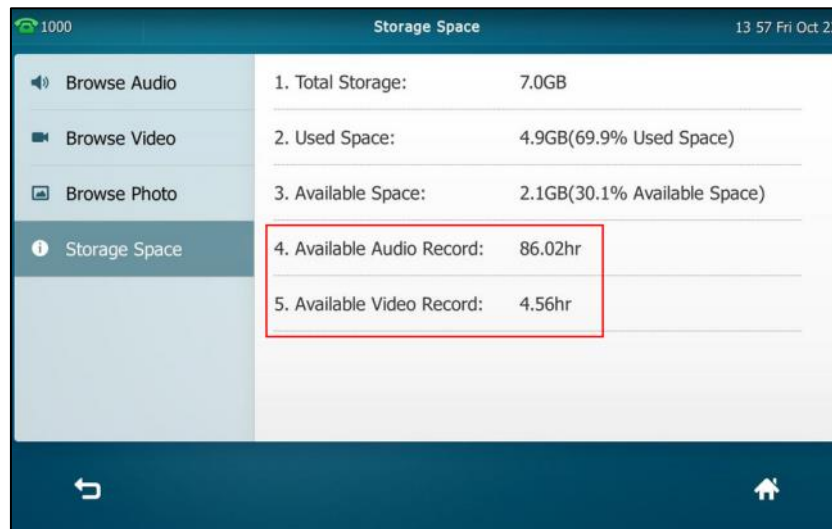 1000 Storage Space 13 57 Fri Oct
Browse Audio
Browse Video
Browse Photo
Storage Space
1. Total Storage: 7.0GB
2. Used Space: 4.9GB(69.9% Used Space)
3. Available Space: 2.1GB(30.1% Available Space)
4. Available Audio Record: 86.02hr
5. Available Video Record: 4.56hr